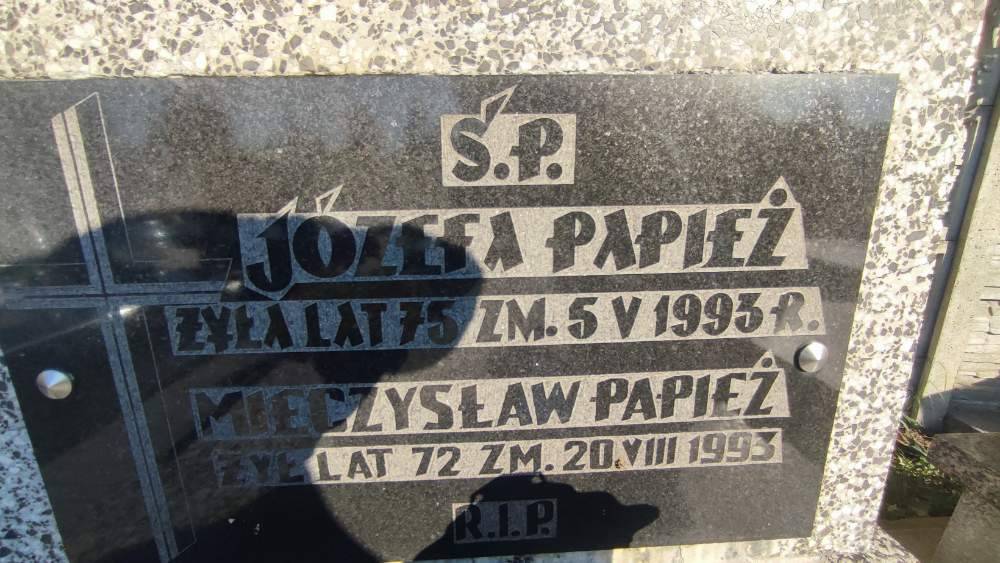 Ś.P.
JÓZEFA PAPIEŻ
ŻYŁA LAT 75 ZM. 5 V 1993 R.
MIECZYSŁAW PAPIEŻ
ŻYŁ LAT 72 ZM. 20 VIII 1993
R.I.P.